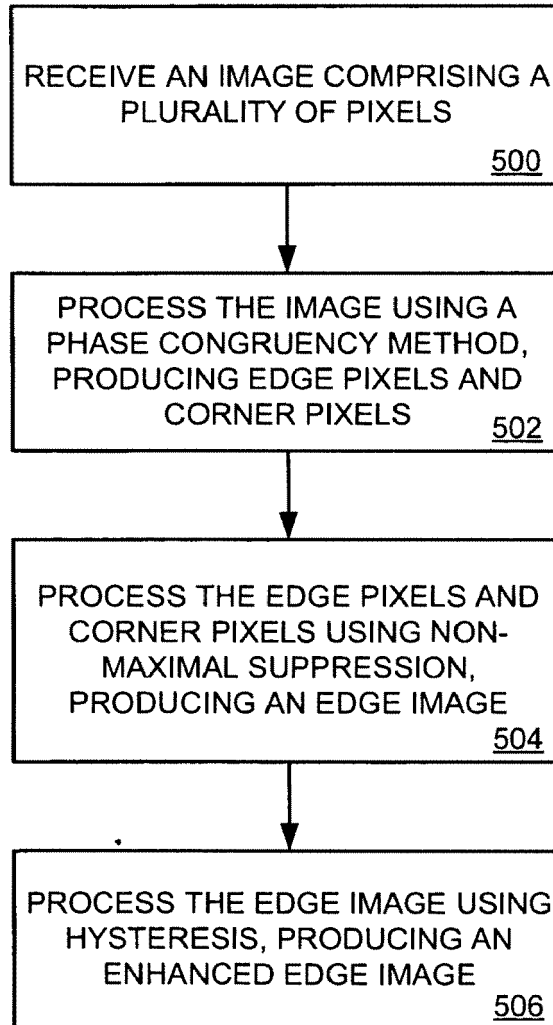 RECEIVE AN IMAGE COMPRISING A
PLURALITY OF PIXELS
500
PROCESS THE IMAGE USING A
PHASE CONGRUENCY METHOD,
PRODUCING EDGE PIXELS AND
CORNER PIXELS
502
PROCESS THE EDGE PIXELS AND
CORNER PIXELS USING NON-
MAXIMAL SUPPRESSION,
PRODUCING AN EDGE IMAGE
504
PROCESS THE EDGE IMAGE USING
HYSTERESIS, PRODUCING AN
ENHANCED EDGE IMAGE
506